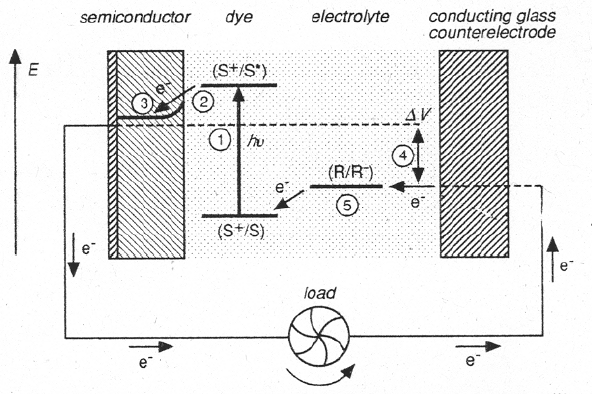 semiconductor dye electrolyte conducting glass
counterelectrode
E
(S+/S*)
e-
③ ②
ΔV
① hν
④
(R/R-)
e-
e-
⑤
(S+/S)
e-
e-
load
e-
e-